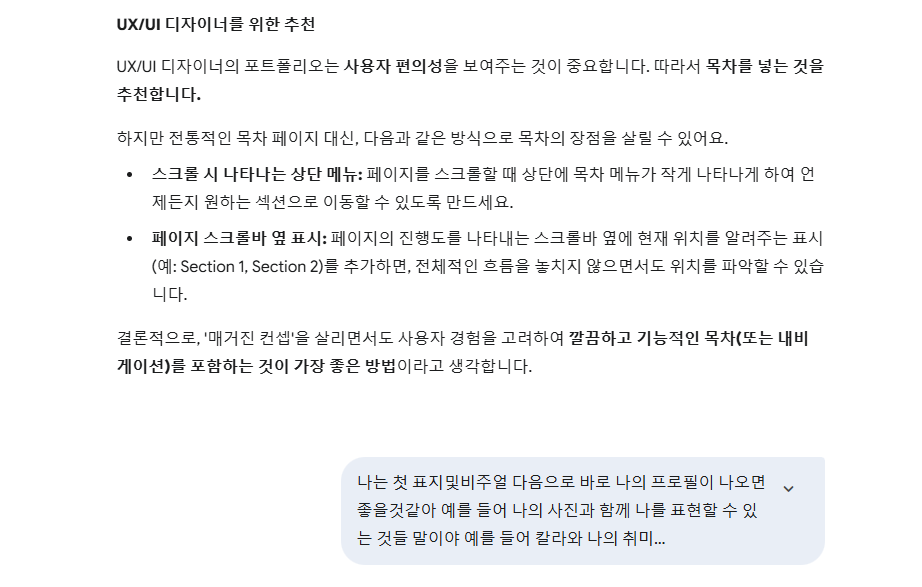 UX/UI 디자이너를 위한 추천
UX/UI 디자이너의 포트폴리오는 사용자 편의성을 보여주는 것이 중요합니다. 따라서 목차를 넣는 것을
추천합니다.
하지만 전통적인 목차 페이지 대신, 다음과 같은 방식으로 목차의 장점을 살릴 수 있어요.
• 스크롤 시 나타나는 상단 메뉴: 페이지를 스크롤할 때 상단에 목차 메뉴가 작게 나타나게 하여 언
제든지 원하는 섹션으로 이동할 수 있도록 만드세요.
• 페이지 스크롤바 옆 표시: 페이지의 진행도를 나타내는 스크롤바 옆에 현재 위치를 알려주는 표시
(예: Section 1, Section 2)를 추가하면, 전체적인 흐름을 놓치지 않으면서도 위치를 파악할 수 있습
니다.
결론적으로, '매거진 컨셉'을 살리면서도 사용자 경험을 고려하여 깔끔하고 기능적인 목차(또는 내비
게이션)를 포함하는 것이 가장 좋은 방법이라고 생각합니다.
나는 첫 표지및비주얼 다음으로 바로 나의 프로필이 나오면
좋을것같아 예를 들어 나의 사진과 함께 나를 표현할 수 있
는 것들 말이야 예를 들어 칼라와 나의 취미...